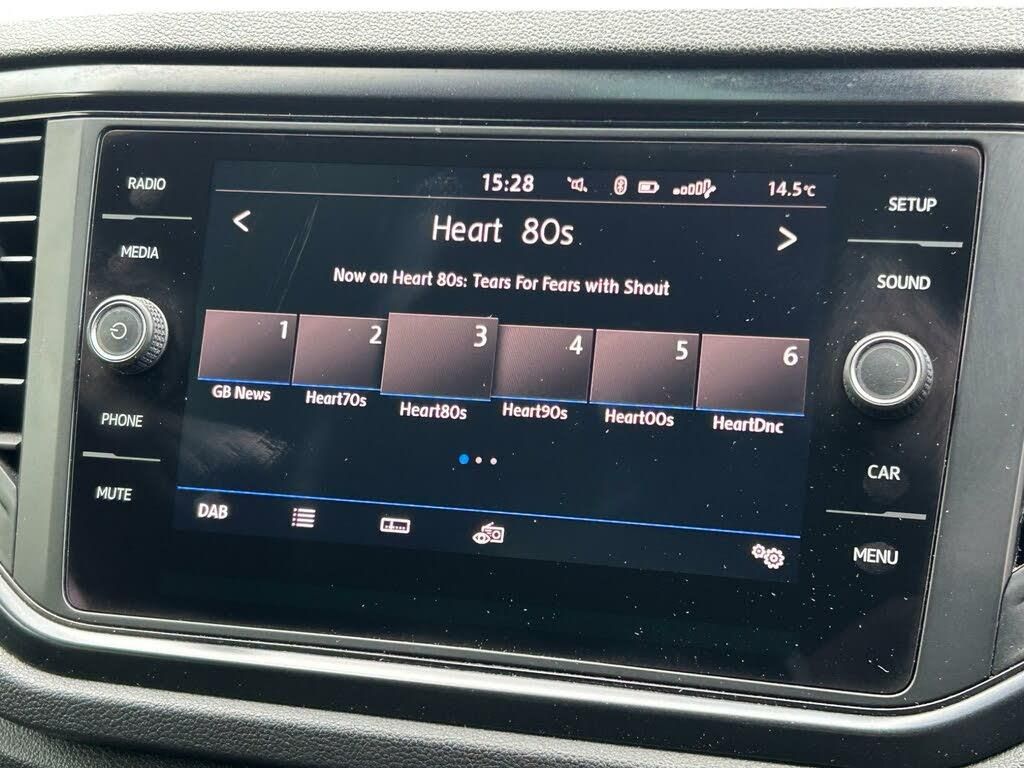 RADIO
MEDIA
PHONE
MUTE
15:28
14.5°C
Heart 80s
Now on Heart 80s: Tears For Fears with Shout
1
2
3
4
5
6
GB News
Heart70s
Heart80s
Heart90s
Heart00s
HeartDnc
DAB
SETUP
SOUND
CAR
MENU